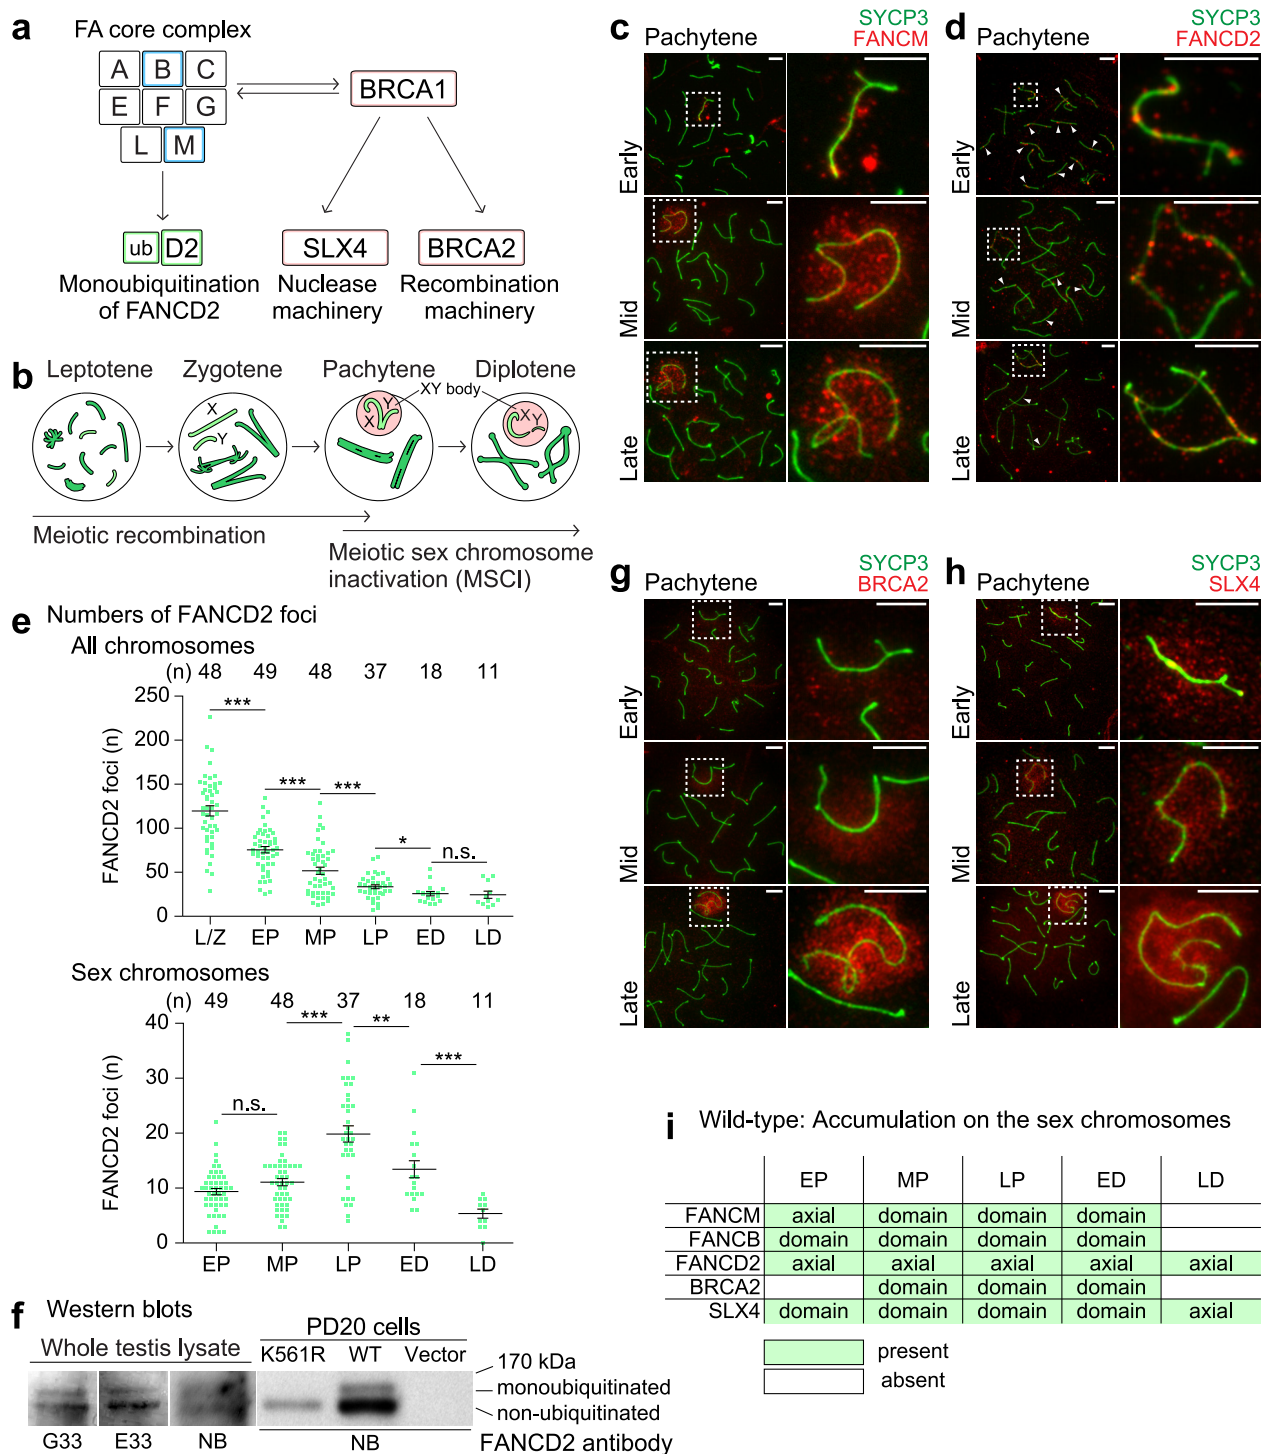 a
FA core complex
A B C
E F G
L M
BRCA1
ub D2
SLX4
BRCA2
Monoubiquitination
of FANCD2
Nuclease
machinery
Recombination
machinery
b
Leptotene Zygotene Pachytene Diplotene
XY body
X
Y
X
Y
X
Y
Meiotic recombination
Meiotic sex chromosome
inactivation (MSCI)
c
Pachytene
SYCP3
FANCM
Early
Mid
Late
d
Pachytene
SYCP3
FANCD2
e
Numbers of FANCD2 foci
All chromosomes
(n) 48 49 48 37 18 11
FANCD2 foci (n)
250
200
150
100
50
0
***
***
***
*
n.s.
L/Z EP MP LP ED LD
Sex chromosomes
(n) 49 48 37 18 11
FANCD2 foci (n)
40
30
20
10
0
n.s.
***
**
***
EP MP LP ED LD
f
Western blots
Whole testis lysate
PD20 cells
K561R WT Vector
170 kDa
monoubiquitinated
non-ubiquitinated
G33 E33 NB NB FANCD2 antibody
g
Pachytene
SYCP3
BRCA2
Early
Mid
Late
h
Pachytene
SYCP3
SLX4
i
Wild-type: Accumulation on the sex chromosomes
EP MP LP ED LD
FANCM axial domain domain domain
FANCB domain domain domain domain
FANCD2 axial axial axial axial axial
BRCA2 domain domain domain
SLX4 domain domain domain domain axial
present
absent